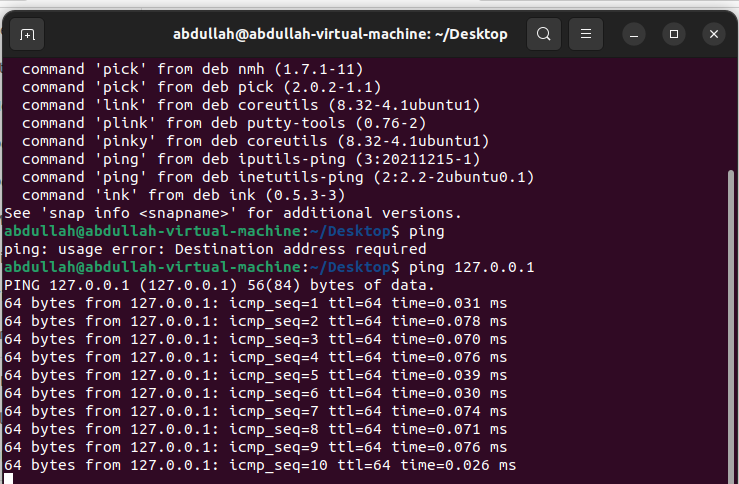 abdullah@abdullah-virtual-machine: ~/Desktop
command 'pick' from deb nmh (1.7.1-11)
command 'pick' from deb pick (2.0.2-1.1)
command 'link' from deb coreutils (8.32-4.1ubuntu1)
command 'plink' from deb putty-tools (0.76-2)
command 'pinky' from deb coreutils (8.32-4.1ubuntu1)
command 'ping' from deb iputils-ping (3:20211215-1)
command 'ping' from deb inetutils-ping (2:2.2-2ubuntu0.1)
command 'ink' from deb ink (0.5.3-3)
See 'snap info <snapname>' for additional versions.
abdullah@abdullah-virtual-machine:~/Desktop$ ping
ping: usage error: Destination address required
abdullah@abdullah-virtual-machine:~/Desktop$ ping 127.0.0.1
PING 127.0.0.1 (127.0.0.1) 56(84) bytes of data.
64 bytes from 127.0.0.1: icmp_seq=1 ttl=64 time=0.031 ms
64 bytes from 127.0.0.1: icmp_seq=2 ttl=64 time=0.078 ms
64 bytes from 127.0.0.1: icmp_seq=3 ttl=64 time=0.070 ms
64 bytes from 127.0.0.1: icmp_seq=4 ttl=64 time=0.076 ms
64 bytes from 127.0.0.1: icmp_seq=5 ttl=64 time=0.039 ms
64 bytes from 127.0.0.1: icmp_seq=6 ttl=64 time=0.030 ms
64 bytes from 127.0.0.1: icmp_seq=7 ttl=64 time=0.074 ms
64 bytes from 127.0.0.1: icmp_seq=8 ttl=64 time=0.071 ms
64 bytes from 127.0.0.1: icmp_seq=9 ttl=64 time=0.076 ms
64 bytes from 127.0.0.1: icmp_seq=10 ttl=64 time=0.026 ms